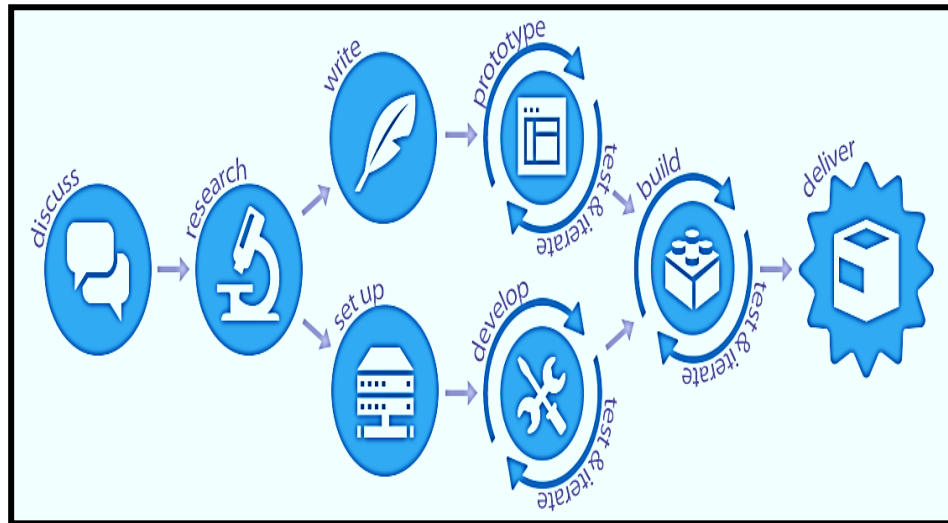 discuss
research
write
prototype
test & iterate
set up
develop
test & iterate
build
test & iterate
deliver